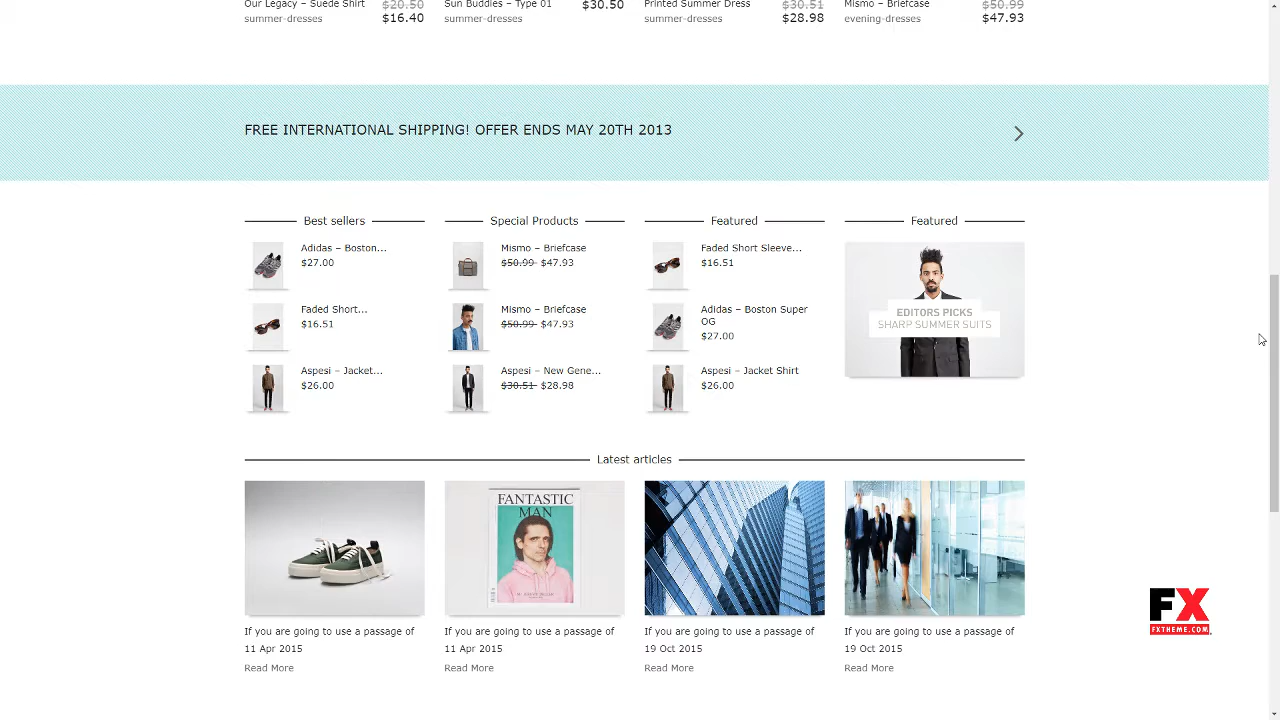 Our Legacy – Suede Shirt $20.50
summer-dresses $16.40
Sun Buddies – Type 01 $30.50
summer-dresses
Printed Summer Dress $30.51
summer-dresses $28.98
Mismo – Briefcase $50.99
evening-dresses $47.93
FREE INTERNATIONAL SHIPPING! OFFER ENDS MAY 20TH 2013
Best sellers
Adidas – Boston...
$27.00
Faded Short...
$16.51
Aspesi – Jacket...
$26.00
Special Products
Mismo – Briefcase
$50.99 $47.93
Mismo – Briefcase
$50.99 $47.93
Aspesi – New Gene...
$30.51 $28.98
Featured
Faded Short Sleeve...
$16.51
Adidas – Boston Super
OG
$27.00
Aspesi – Jacket Shirt
$26.00
Featured
EDITORS PICKS
SHARP SUMMER SUITS
Latest articles
If you are going to use a passage of
11 Apr 2015
Read More
FANTASTIC
MAN
If you are going to use a passage of
11 Apr 2015
Read More
If you are going to use a passage of
19 Oct 2015
Read More
If you are going to use a passage of
19 Oct 2015
Read More
FX
FXTHEME.COM